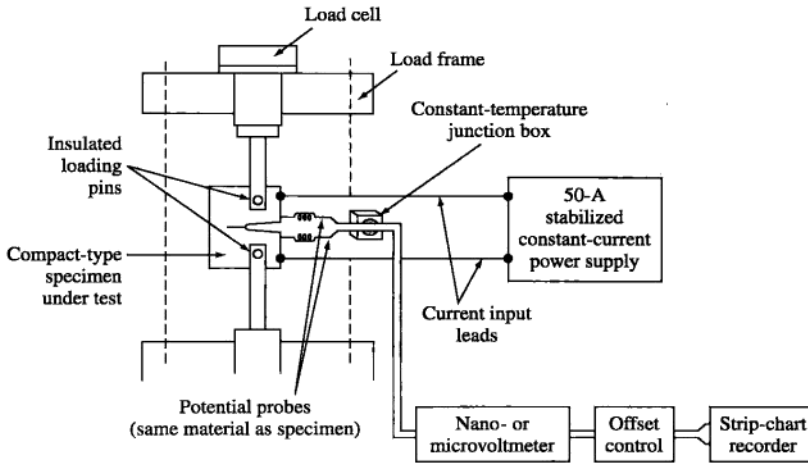 Load cell
Load frame
Constant-temperature
junction box
Insulated
loading
pins
50-A
stabilized
constant-current
power supply
Compact-type
specimen
under test
Current input
leads
Potential probes
(same material as specimen)
Nano- or
microvoltmeter
Offset
control
Strip-chart
recorder